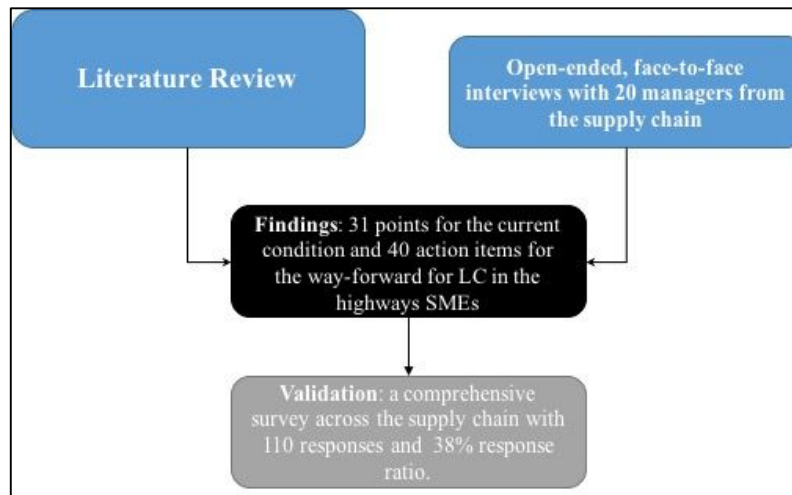 Literature Review
Open-ended, face-to-face
interviews with 20 managers from
the supply chain
Findings: 31 points for the current
condition and 40 action items for
the way-forward for LC in the
highways SMEs
Validation: a comprehensive
survey across the supply chain with
110 responses and 38% response
ratio.